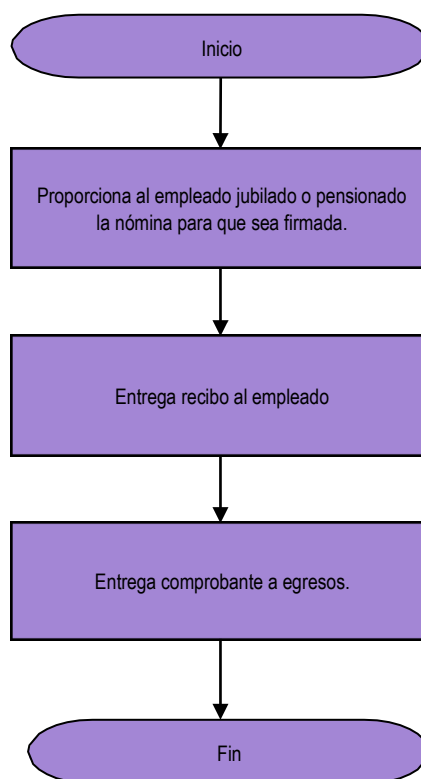 Inicio
Proporciona al empleado jubilado o pensionado
la nómina para que sea firmada.
Entrega recibo al empleado
Entrega comprobante a egresos.
Fin